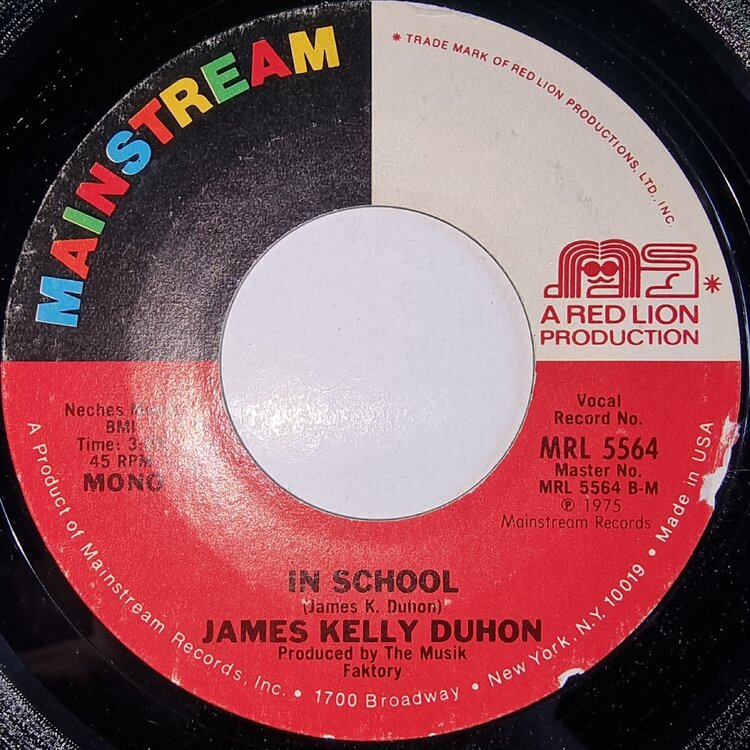 MAINSTREAM
* TRADE MARK OF RED LION PRODUCTIONS, LTD., INC.
MS *
A RED LION
PRODUCTION
Neches
BMI
Time:
45 RPM
MONO
Vocal
Record No.
MRL 5564
Master No.
MRL 5564 B-M
℗ 1975
Mainstream Records
IN SCHOOL
(James K. Duhon)
JAMES KELLY DUHON
Produced by The Musik
Faktory
A Product of Mainstream Records, Inc. • 1700 Broadway • New York, N.Y. 10019 • Made in USA